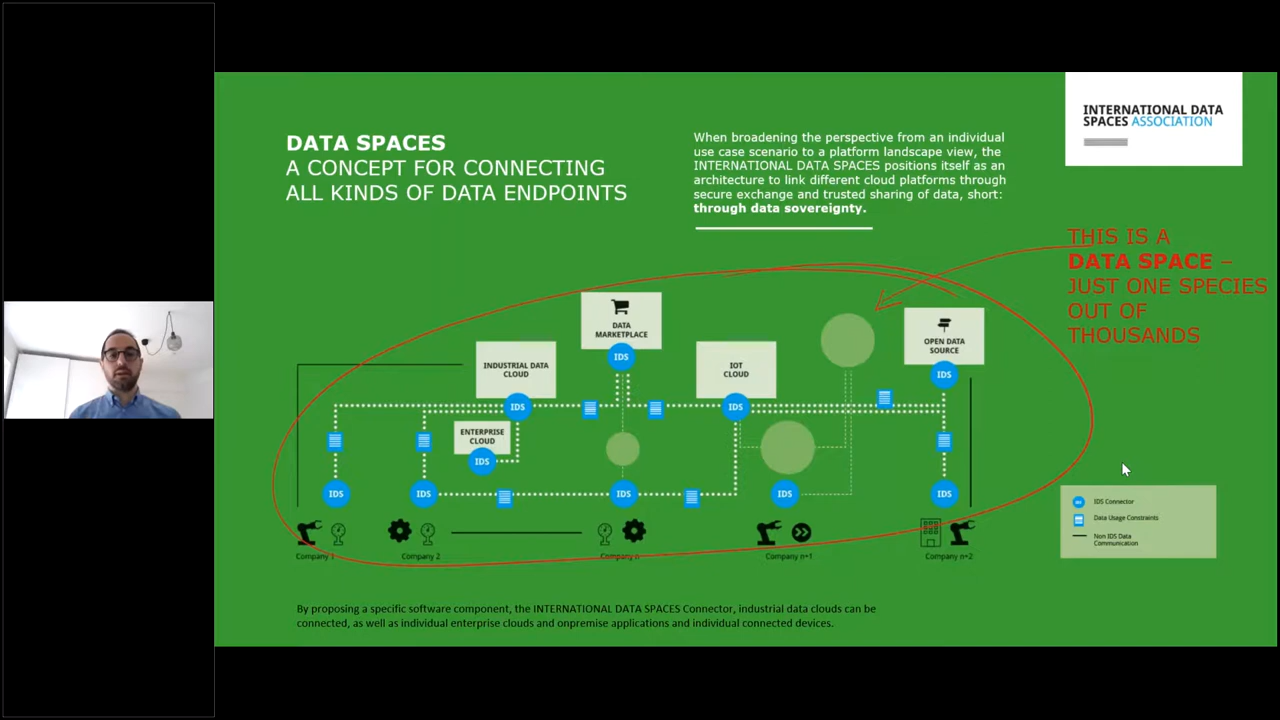 DATA SPACES
A CONCEPT FOR CONNECTING
ALL KINDS OF DATA ENDPOINTS
When broadening the perspective from an individual
use case scenario to a platform landscape view, the
INTERNATIONAL DATA SPACES positions itself as an
architecture to link different cloud platforms through
secure exchange and trusted sharing of data, short:
through data sovereignty.
INTERNATIONAL DATA
SPACES ASSOCIATION
THIS IS A
DATA SPACE –
JUST ONE SPECIES
OUT OF
THOUSANDS
DATA
MARKETPLACE
IDS
OPEN DATA
SOURCE
IDS
INDUSTRIAL DATA
CLOUD
IDS
IOT
CLOUD
IDS
ENTERPRISE
CLOUD
IDS
IDS
IDS
IDS
IDS
IDS
Company 1
Company 2
Company n
Company n+1
Company n+2
IDS Connector
Data Usage Constraints
Non IDS Data
Communication
By proposing a specific software component, the INTERNATIONAL DATA SPACES Connector, industrial data clouds can be
connected, as well as individual enterprise clouds and onpremise applications and individual connected devices.